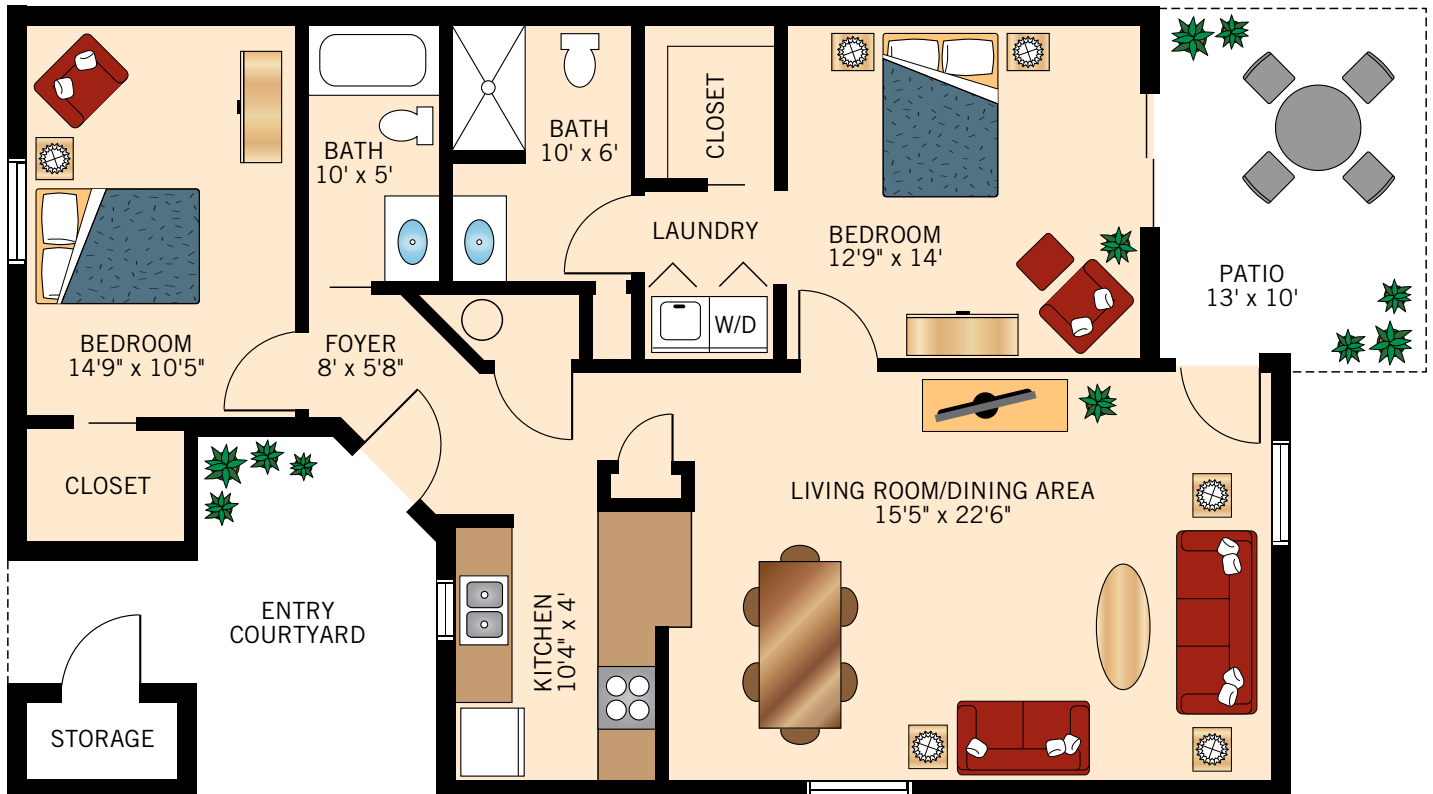 BATH
10' x 5'
BATH
10' x 6'
CLOSET
LAUNDRY
W/D
BEDROOM
12'9" x 14'
PATIO
13' x 10'
BEDROOM
14'9" x 10'5"
FOYER
8' x 5'8"
CLOSET
LIVING ROOM/DINING AREA
15'5" x 22'6"
ENTRY
COURTYARD
KITCHEN
10'4" x 4'
STORAGE